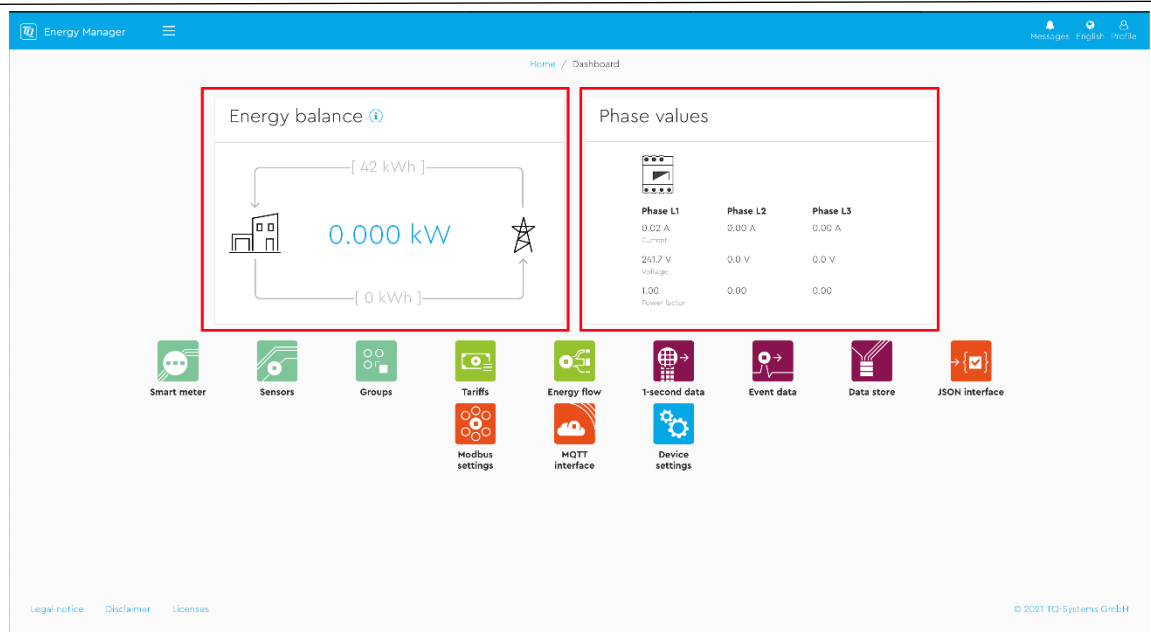 TQ Energy Manager
Messages English Profile
Home / Dashboard
Energy balance i
[ 42 kWh ]
0.000 kW
[ 0 kWh ]
Phase values
Phase L1 Phase L2 Phase L3
0.02 A 0.00 A 0.00 A
Current
241.7 V 0.0 V 0.0 V
Voltage
1.00 0.00 0.00
Power factor
Smart meter Sensors Groups Tariffs Energy flow 1-second data Event data Data store JSON interface
Modbus settings MQTT interface Device settings
Legal notice Disclaimer Licenses
© 2021 TQ-Systems GmbH